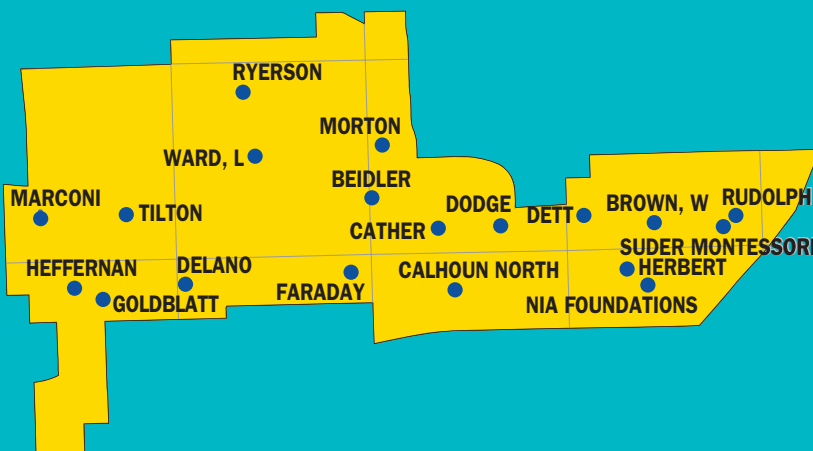 RYERSON
MORTON
WARD, L
BEIDLER
MARCONI
TILTON
DODGE
DETT
BROWN, W
RUDOLPH
CATHER
SUDER MONTESSORI
HEFFERNAN
DELANO
CALHOUN NORTH
HERBERT
FARADAY
GOLDBLATT
NIA FOUNDATIONS